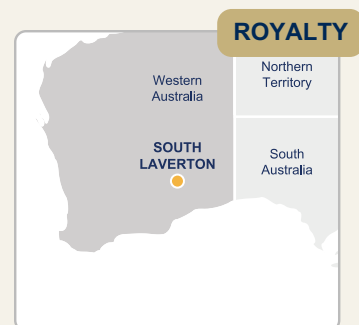 ROYALTY
Northern
Territory
Western
Australia
SOUTH
LAVERTON
South
Australia